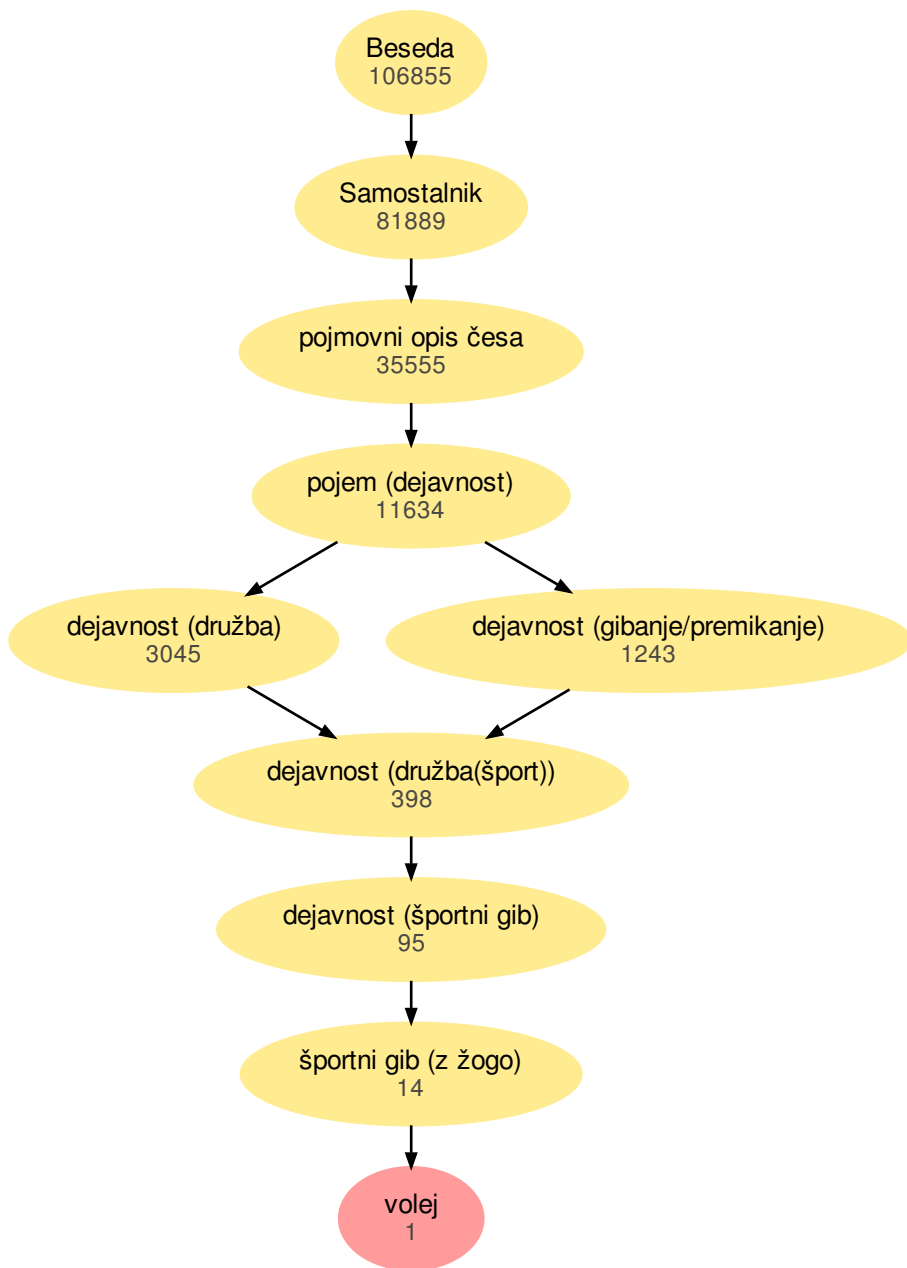 Beseda
106855
Samostalnik
81889
pojmovni opis česa
35555
pojem (dejavnost)
11634
dejavnost (družba)
3045
dejavnost (gibanje/premikanje)
1243
dejavnost (družba(šport))
398
dejavnost (športni gib)
95
športni gib (z žogo)
14
volej
1